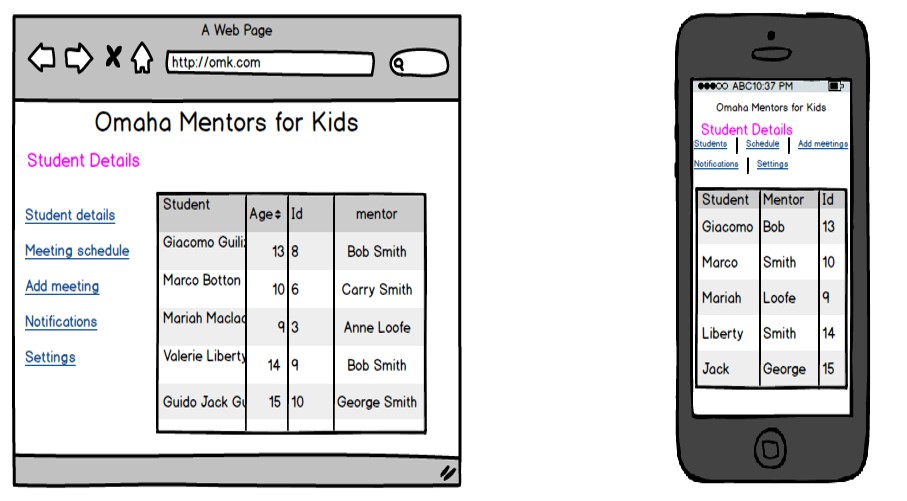 A Web Page
http://omk.com
Omaha Mentors for Kids
Student Details
Student details
Meeting schedule
Add meeting
Notifications
Settings
Student Age Id mentor
Giacomo Guili 13 8 Bob Smith
Marco Botton 10 6 Carry Smith
Mariah Maclac 9 3 Anne Loofe
Valerie Liberty 14 9 Bob Smith
Guido Jack Gu 15 10 George Smith
ABC10:37 PM
Omaha Mentors for Kids
Student Details
Students Schedule Add meetings
Notifications Settings
Student Mentor Id
Giacomo Bob 13
Marco Smith 10
Mariah Loofe 9
Liberty Smith 14
Jack George 15